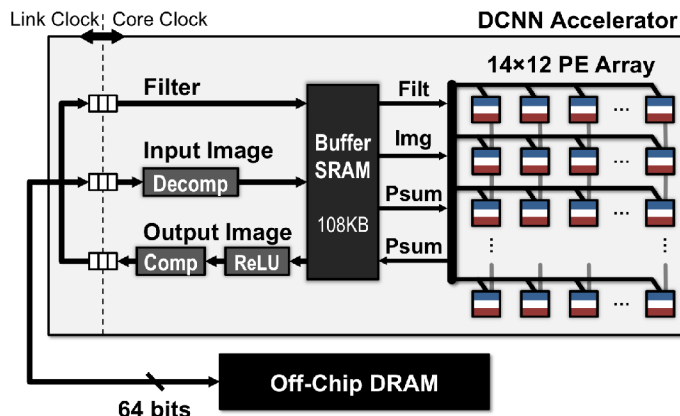 Link Clock Core Clock
DCNN Accelerator
14×12 PE Array
Filter
Filt
Input Image
Decomp
Buffer
SRAM
108KB
Img
Psum
Output Image
Comp
ReLU
Psum
...
...
...
...
...
...
Off-Chip DRAM
64 bits